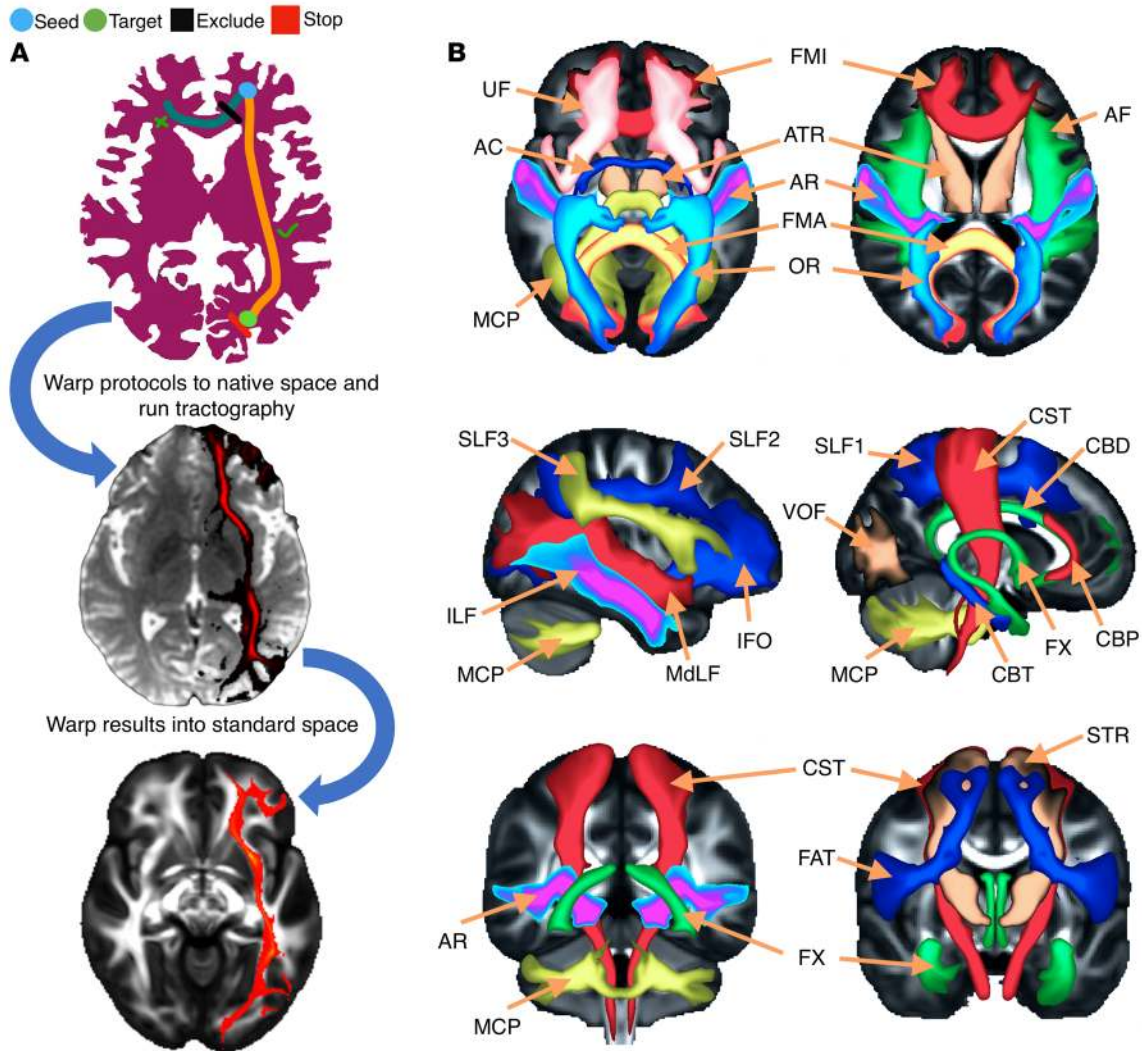 Seed Target Exclude Stop
A
B
Warp protocols to native space and
run tractography
Warp results into standard space
UF
FMI
AC
ATR
AF
AR
FMA
OR
MCP
SLF3
SLF2
ILF
MCP
MdLF
IFO
SLF1
CST
CBD
VOF
MCP
CBT
FX
CBP
CST
STR
FAT
AR
FX
MCP